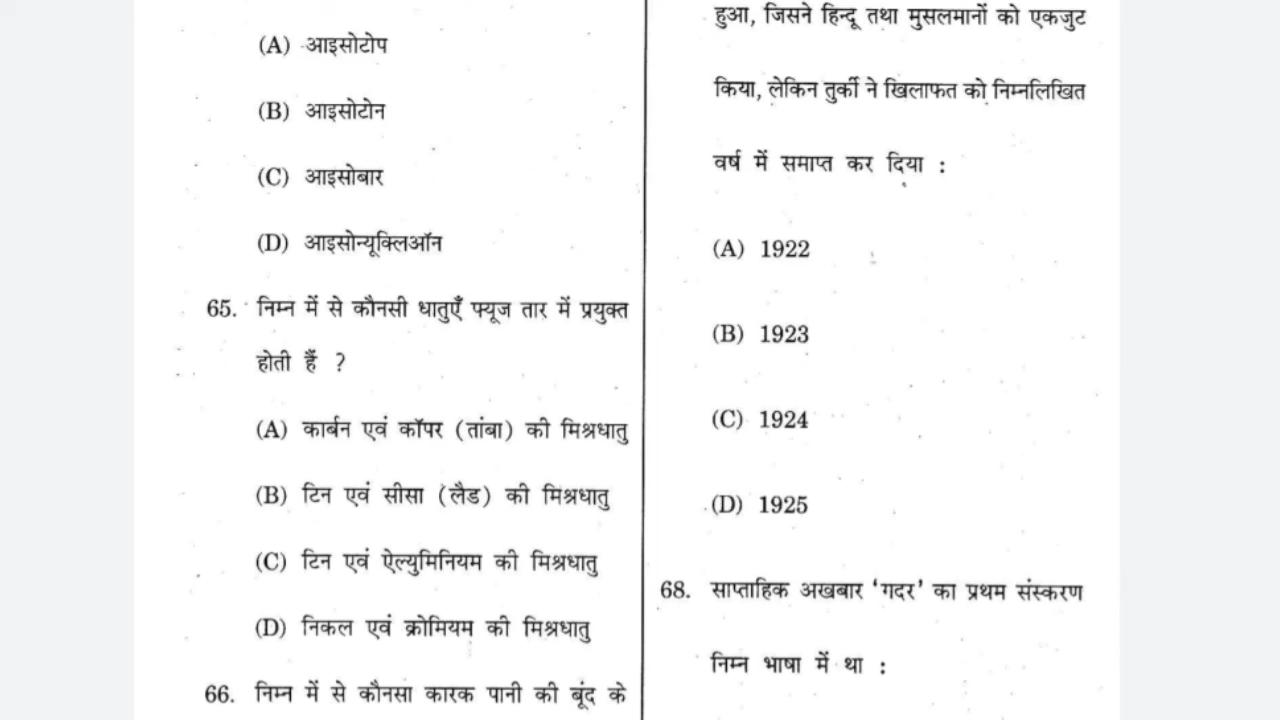 (A) आइसोटोप
(B) आइसोटोन
(C) आइसोबार
(D) आइसोन्यूक्लिऑन
65. निम्न में से कौनसी धातुएँ फ्यूज तार में प्रयुक्त
होती हैं ?
(A) कार्बन एवं कॉपर (तांबा) की मिश्रधातु
(B) टिन एवं सीसा (लैड) की मिश्रधातु
(C) टिन एवं ऐल्युमिनियम की मिश्रधातु
(D) निकल एवं क्रोमियम की मिश्रधातु
66. निम्न में से कौनसा कारक पानी की बूंद के
हुआ, जिसने हिन्दू तथा मुसलमानों को एकजुट
किया, लेकिन तुर्की ने खिलाफत को निम्नलिखित
वर्ष में समाप्त कर दिया :
(A) 1922
(B) 1923
(C) 1924
(D) 1925
68. साप्ताहिक अखबार ‘गदर’ का प्रथम संस्करण
निम्न भाषा में था :